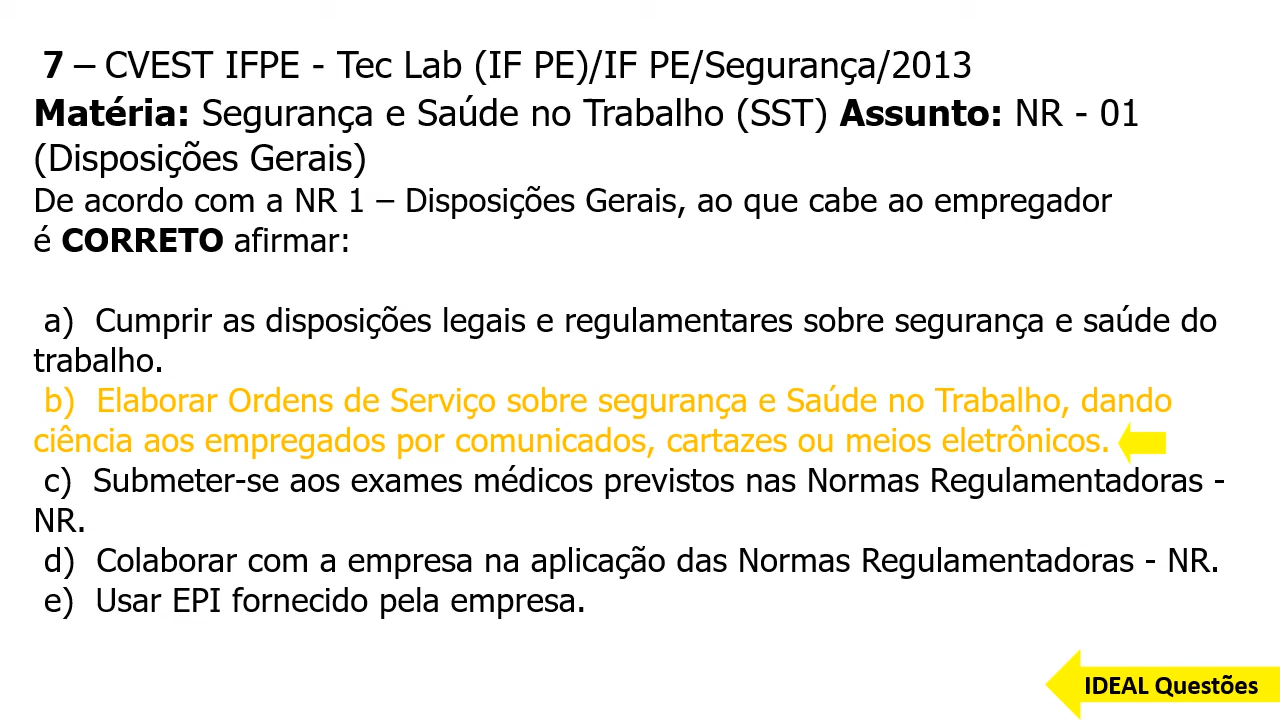 7 – CVEST IFPE - Tec Lab (IF PE)/IF PE/Segurança/2013
Matéria: Segurança e Saúde no Trabalho (SST) Assunto: NR - 01
(Disposições Gerais)
De acordo com a NR 1 – Disposições Gerais, ao que cabe ao empregador
é CORRETO afirmar:
a) Cumprir as disposições legais e regulamentares sobre segurança e saúde do
trabalho.
b) Elaborar Ordens de Serviço sobre segurança e Saúde no Trabalho, dando
ciência aos empregados por comunicados, cartazes ou meios eletrônicos.
c) Submeter-se aos exames médicos previstos nas Normas Regulamentadoras -
NR.
d) Colaborar com a empresa na aplicação das Normas Regulamentadoras - NR.
e) Usar EPI fornecido pela empresa.
IDEAL Questões